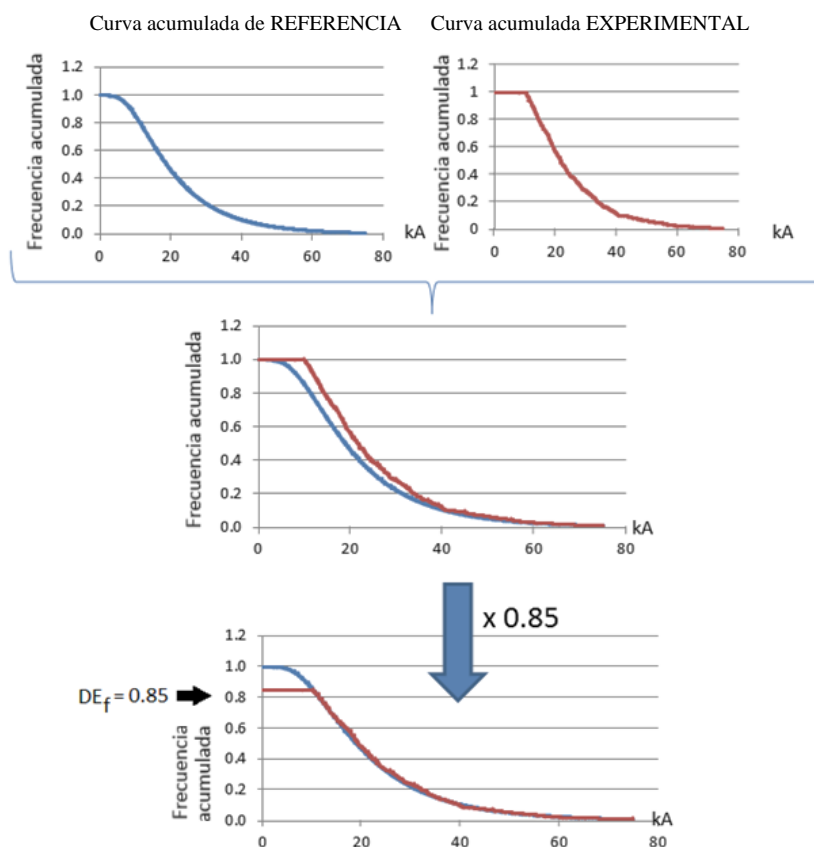 Curva acumulada de REFERENCIA Curva acumulada EXPERIMENTAL
Frecuencia acumulada
1.2
1.0
0.8
0.6
0.4
0.2
0.0
0 20 40 60 80
kA
Frecuencia acumulada
1.2
1
0.8
0.6
0.4
0.2
0
0 20 40 60 80
kA
Frecuencia acumulada
1.2
1.0
0.8
0.6
0.4
0.2
0.0
0 20 40 60 80
kA
x 0.85
DEf = 0.85
Frecuencia
acumulada
1.2
1.0
0.8
0.6
0.4
0.2
0.0
0 20 40 60 80
kA